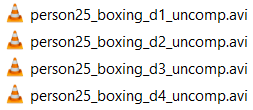 person25_boxing_d1_uncomp.avi
person25_boxing_d2_uncomp.avi
person25_boxing_d3_uncomp.avi
person25_boxing_d4_uncomp.avi